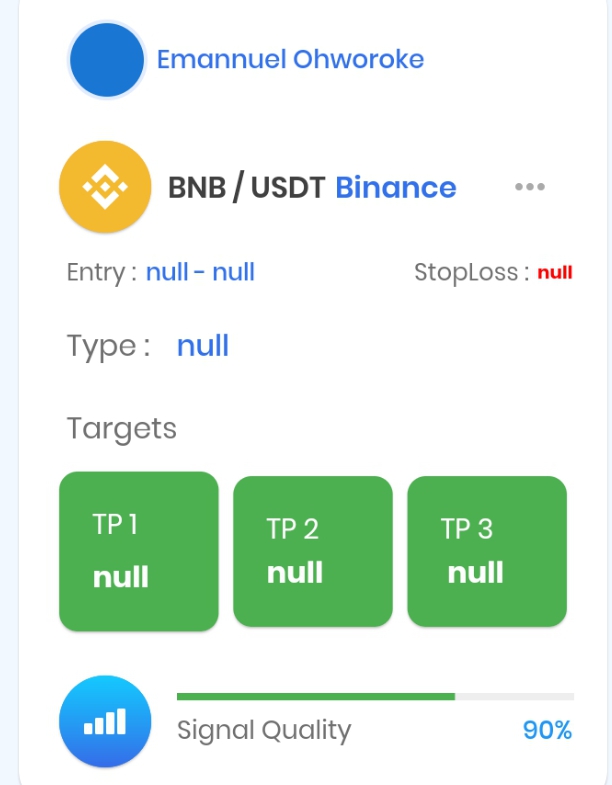 Emannuel Ohworoke
BNB / USDT Binance
Entry : null - null StopLoss : null
Type : null
Targets
TP 1
null
TP 2
null
TP 3
null
Signal Quality 90%